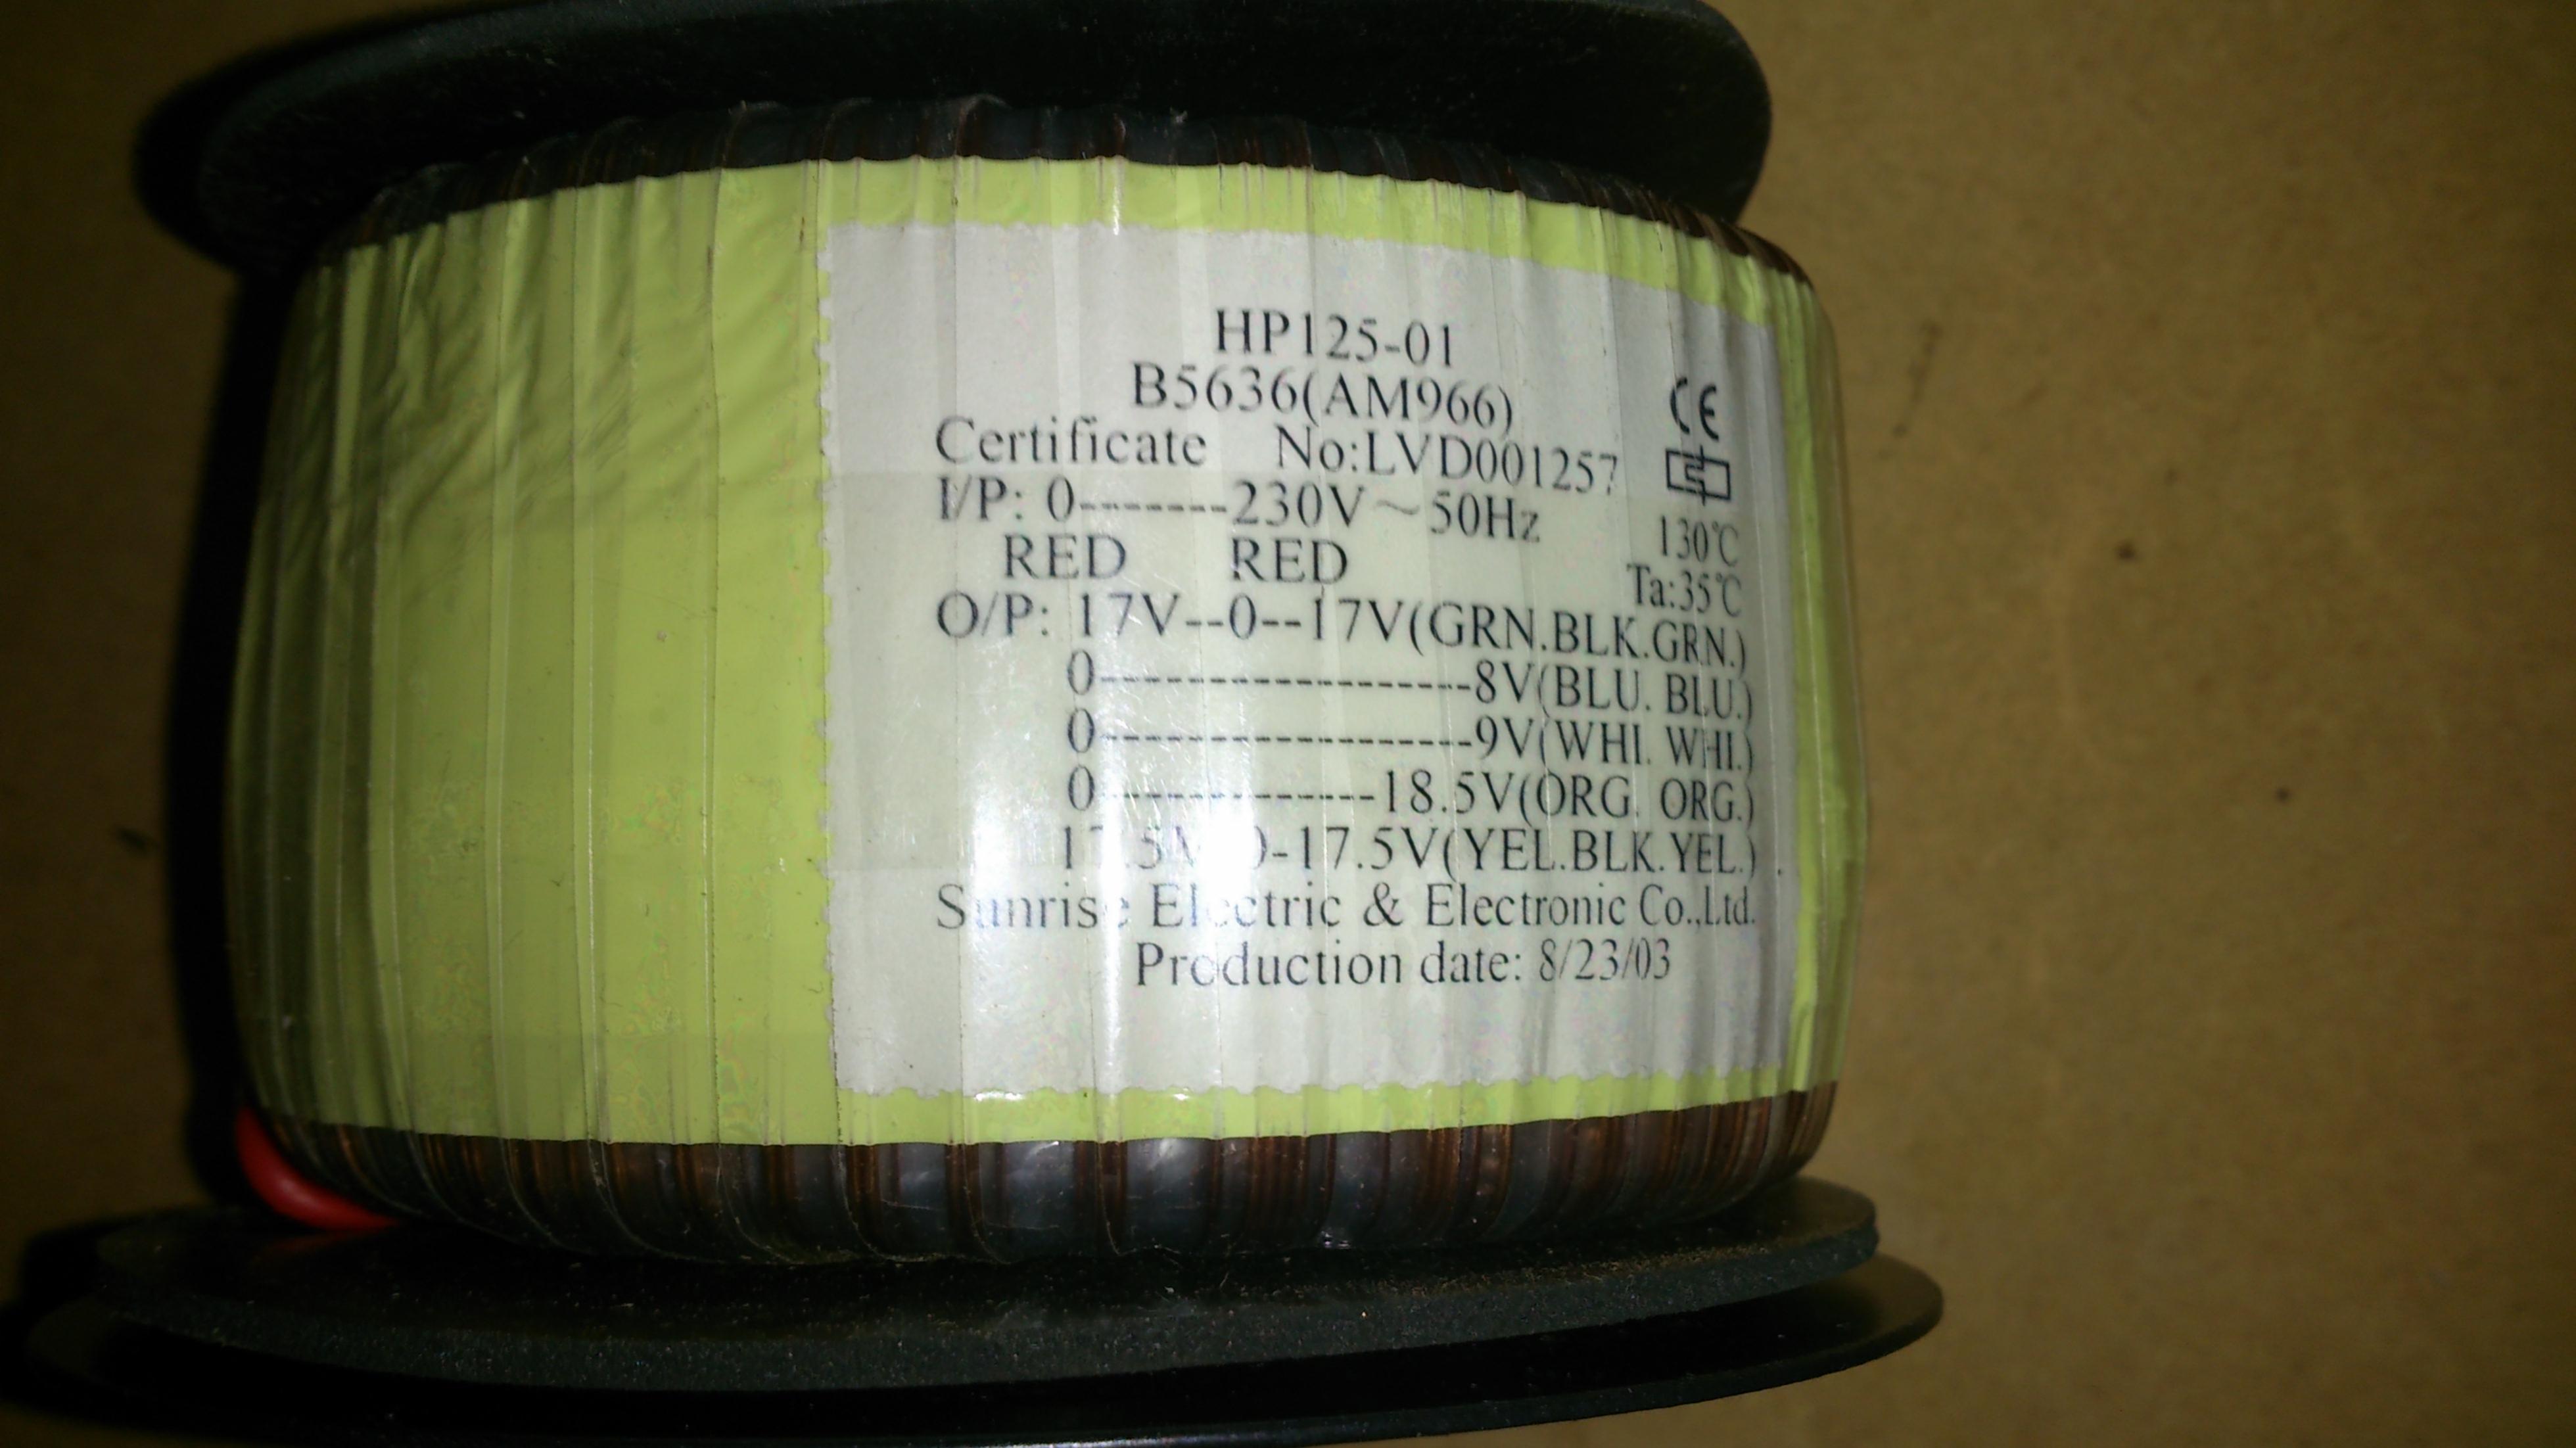 HP125-01
B5636(AM966)
CE
Certificate No:LVD001257
I/P: 0-------230V~50Hz
130℃
RED RED
Ta:35℃
O/P: 17V--0--17V(GRN.BLK.GRN.)
0------------------8V(BLU. BLU.)
0------------------9V(WHI. WHI.)
0-------------18.5V(ORG. ORG.)
-17.5V(YEL.BLK.YEL.)
Sunrise Electric & Electronic Co.,Ltd.
Production date: 8/23/03